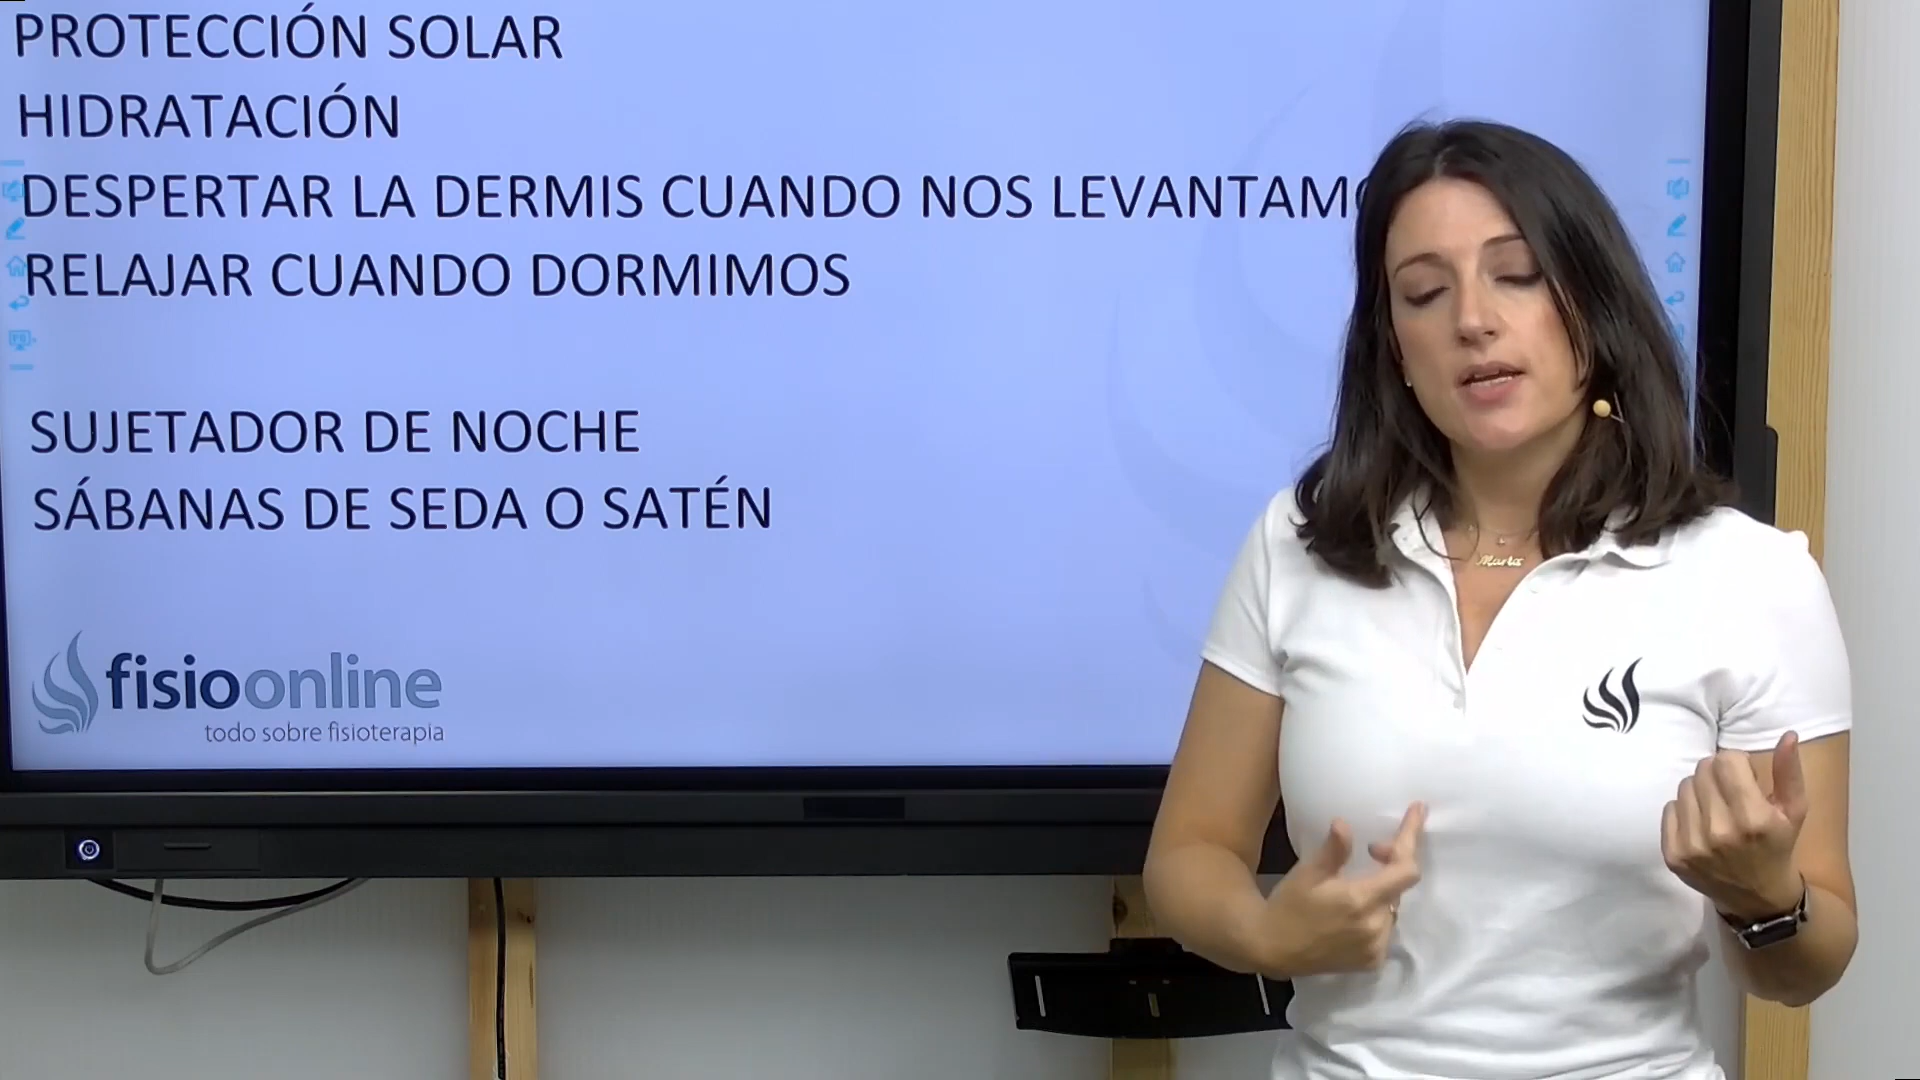 PROTECCIÓN SOLAR
HIDRATACIÓN
DESPERTAR LA DERMIS CUANDO NOS LEVANTAMO
RELAJAR CUANDO DORMIMOS
SUJETADOR DE NOCHE
SÁBANAS DE SEDA O SATÉN
fisioonline
todo sobre fisioterapia
Marta